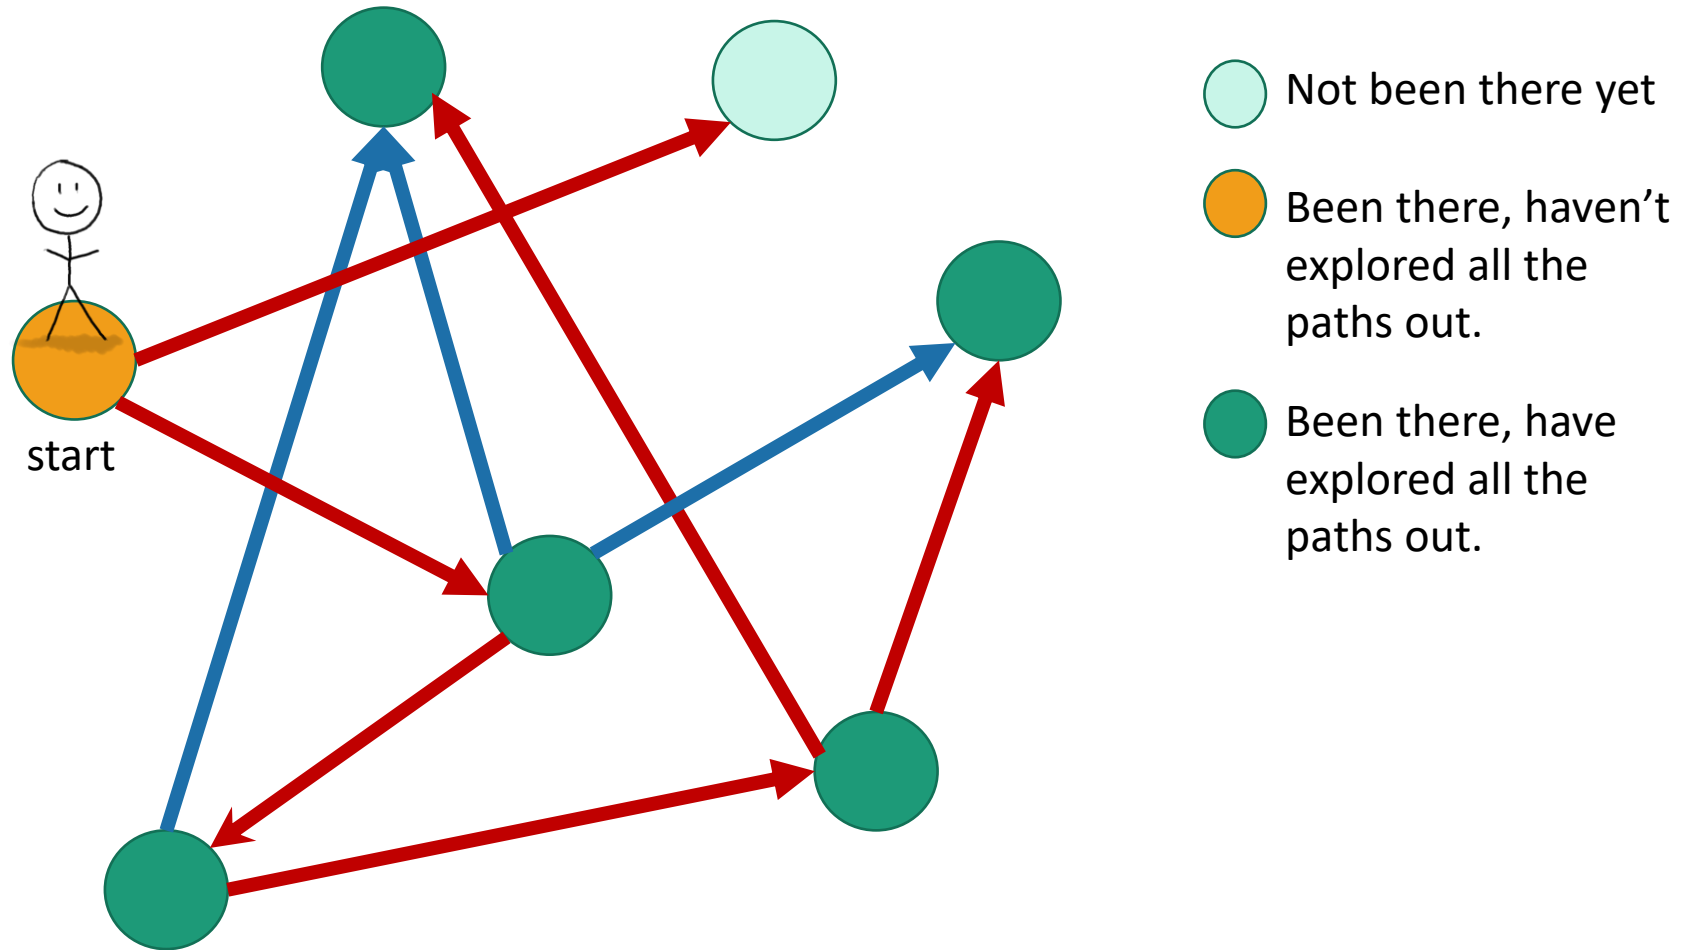 Not been there yet
Been there, haven’t
explored all the
paths out.
start
Been there, have
explored all the
paths out.